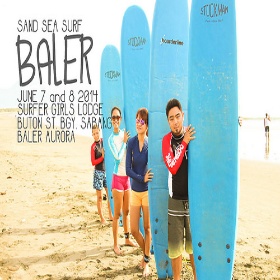 SAND SEA SURF
BALER
JUNE 7 and 8 2014
SURFER GIRLS LODGE
BUTON ST. BGY. SABANG
BALER AURORA